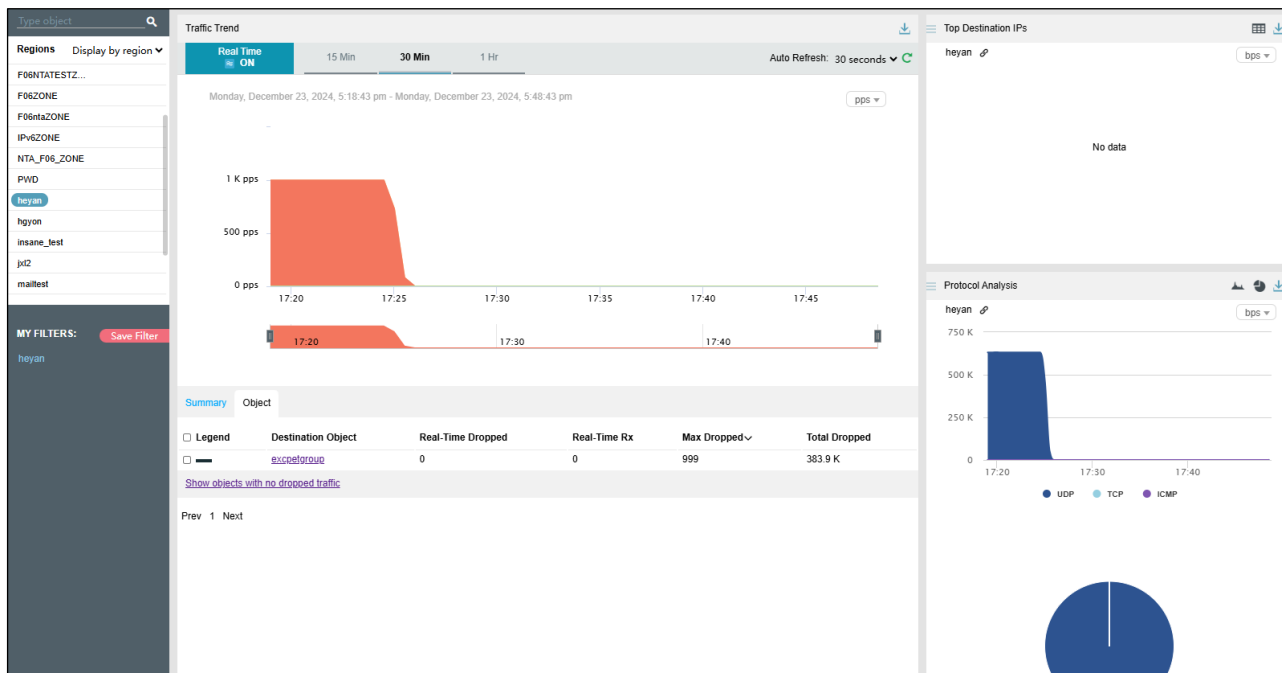 Type object
Regions Display by region
F06NTATESTZ...
F06ZONE
F06ntaZONE
IPv6ZONE
NTA_F06_ZONE
PWD
heyan
hgyon
insane_test
jxl2
mailtest
MY FILTERS: Save Filter
heyan
Traffic Trend
Real Time
ON
15 Min 30 Min 1 Hr
Auto Refresh: 30 seconds
Monday, December 23, 2024, 5:18:43 pm - Monday, December 23, 2024, 5:48:43 pm
pps
1 K pps
500 pps
0 pps
17:20 17:25 17:30 17:35 17:40 17:45
17:20 17:30 17:40
Summary Object
Legend Destination Object Real-Time Dropped Real-Time Rx Max Dropped Total Dropped
excpetgroup 0 0 999 383.9 K
Show objects with no dropped traffic
Prev 1 Next
Top Destination IPs
heyan
bps
No data
Protocol Analysis
heyan
bps
750 K
500 K
250 K
0
17:20 17:30 17:40
UDP TCP ICMP